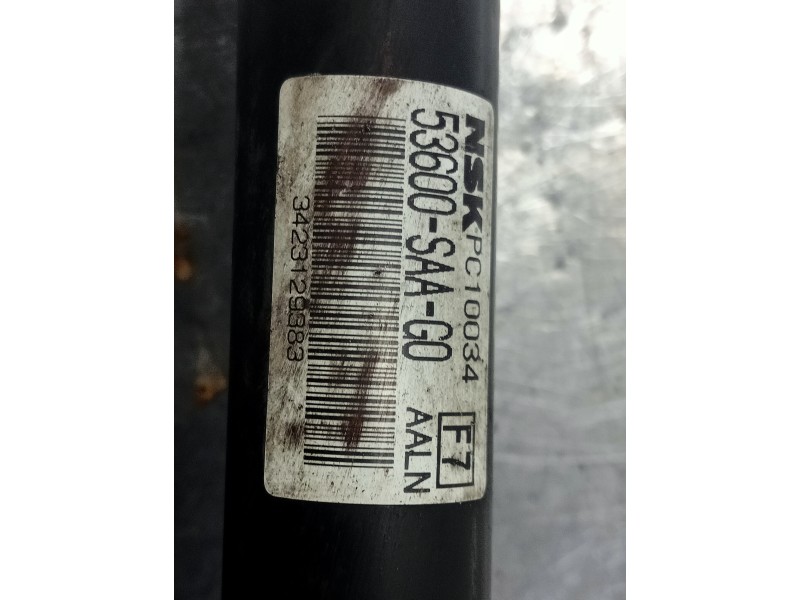 NSK PC10034
53600-SAA-G0
F7
AALN
3423129383